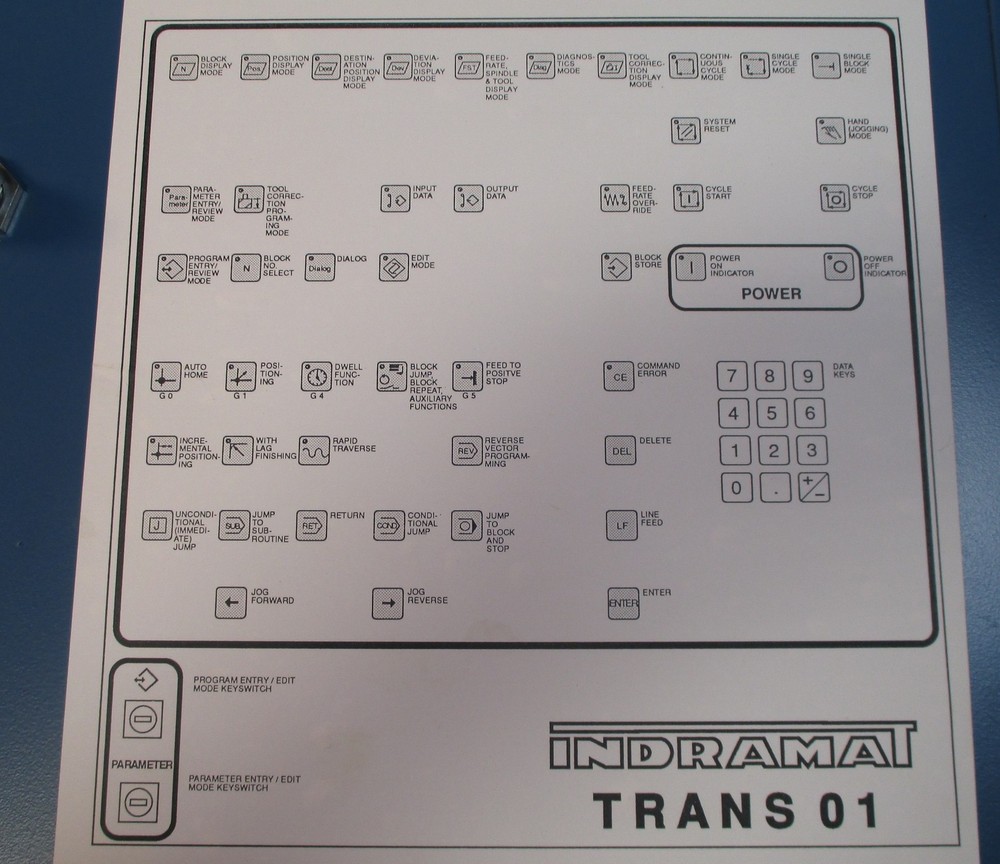 N
BLOCK
DISPLAY
MODE
Pos
POSITION
DISPLAY
MODE
Dest
DESTIN-
ATION
POSITION
DISPLAY
MODE
Dev
DEVIA-
TION
DISPLAY
MODE
FST
FEED-
RATE,
SPINDLE
& TOOL
DISPLAY
MODE
Diag
DIAGNOS-
TICS
MODE
TOOL
CORREC-
TION
DISPLAY
MODE
CONTIN-
UOUS
CYCLE
MODE
SINGLE
CYCLE
MODE
SINGLE
BLOCK
MODE
SYSTEM
RESET
HAND
(JOGGING)
MODE
Para-
meter
PARA-
METER
ENTRY/
REVIEW
MODE
TOOL
CORREC-
TION
PRO-
GRAM-
ING
MODE
INPUT
DATA
OUTPUT
DATA
FEED-
RATE
OVER-
RIDE
I
CYCLE
START
O
CYCLE
STOP
PROGRAM
ENTRY/
REVIEW
MODE
N
BLOCK
NO.
SELECT
Dialog
DIALOG
EDIT
MODE
BLOCK
STORE
I
POWER
ON
INDICATOR
O
POWER
OFF
INDICATOR
POWER
AUTO
HOME
G 0
POSI-
TION-
ING
G 1
DWELL
FUNC-
TION
G 4
BLOCK
JUMP,
BLOCK
REPEAT,
AUXILIARY
FUNCTIONS
FEED TO
POSITVE
STOP
G 5
CE
COMMAND
ERROR
7 8 9
DATA
KEYS
4 5 6
INCRE-
MENTAL
POSITION-
ING
WITH
LAG
FINISHING
RAPID
TRAVERSE
REV
REVERSE
VECTOR
PROGRAM-
MING
DEL
DELETE
1 2 3
0 . +/−
J
UNCONDI-
TIONAL
(IMMEDI-
ATE)
JUMP
SUB
JUMP
TO
SUB-
ROUTINE
RET
RETURN
COND
CONDI-
TIONAL
JUMP
JUMP
TO
BLOCK
AND
STOP
LF
LINE
FEED
←
JOG
FORWARD
→
JOG
REVERSE
ENTER
ENTER
PROGRAM ENTRY / EDIT
MODE KEYSWITCH
PARAMETER
PARAMETER ENTRY / EDIT
MODE KEYSWITCH
INDRAMAT
TRANS 01